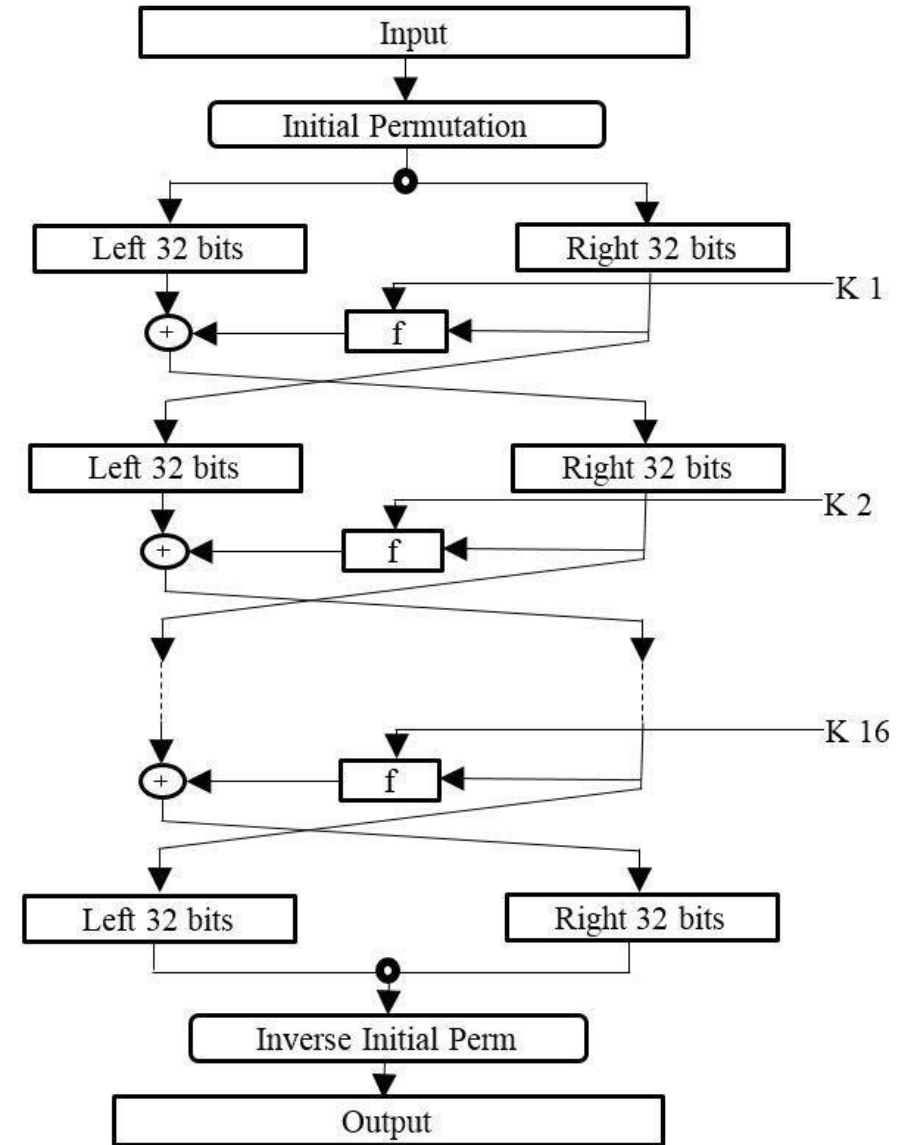 Input
Initial Permutation
Left 32 bits
Right 32 bits
K 1
+
f
Left 32 bits
Right 32 bits
K 2
+
f
K 16
+
f
Left 32 bits
Right 32 bits
Inverse Initial Perm
Output